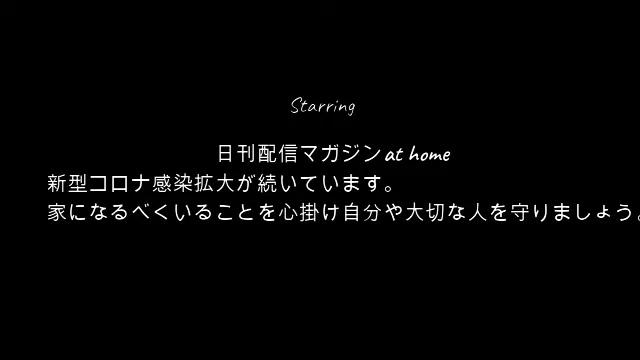 Starring
日刊配信マガジンat home
新型コロナ感染拡大が続いています。
家になるべくいることを心掛け自分や大切な人を守りましょう。